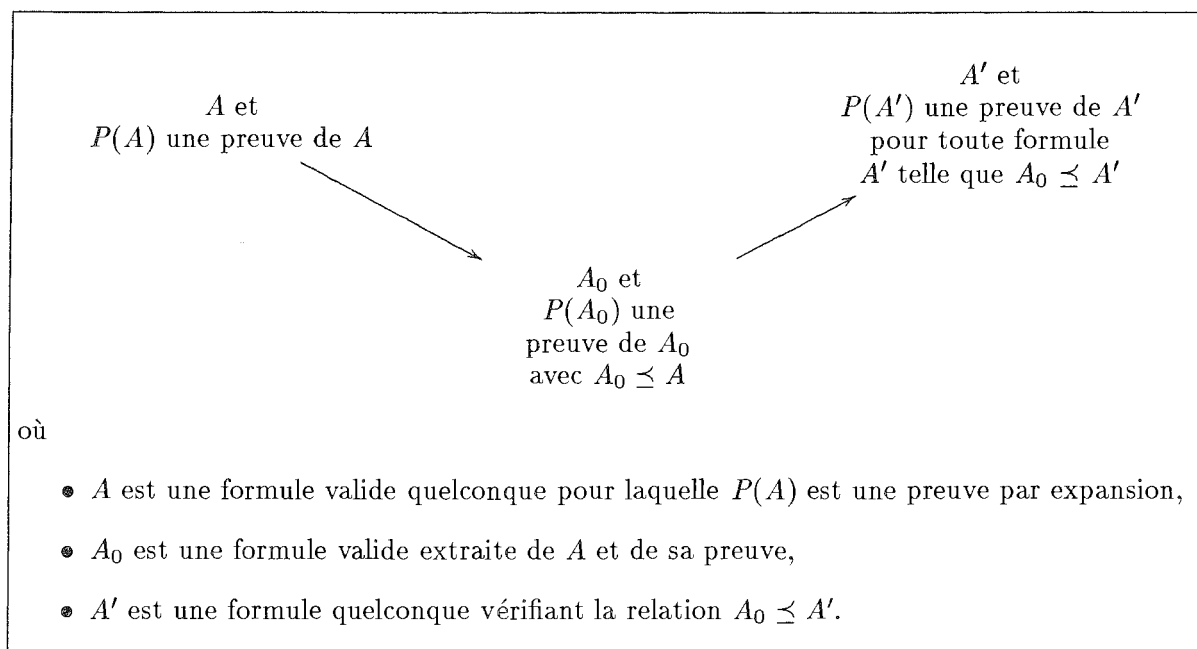 A et
P(A) une preuve de A
A′ et
P(A′) une preuve de A′
pour toute formule
A′ telle que A₀ ⪯ A′
A₀ et
P(A₀) une
preuve de A₀
avec A₀ ⪯ A
où
• A est une formule valide quelconque pour laquelle P(A) est une preuve par expansion,
• A₀ est une formule valide extraite de A et de sa preuve,
• A′ est une formule quelconque vérifiant la relation A₀ ⪯ A′.